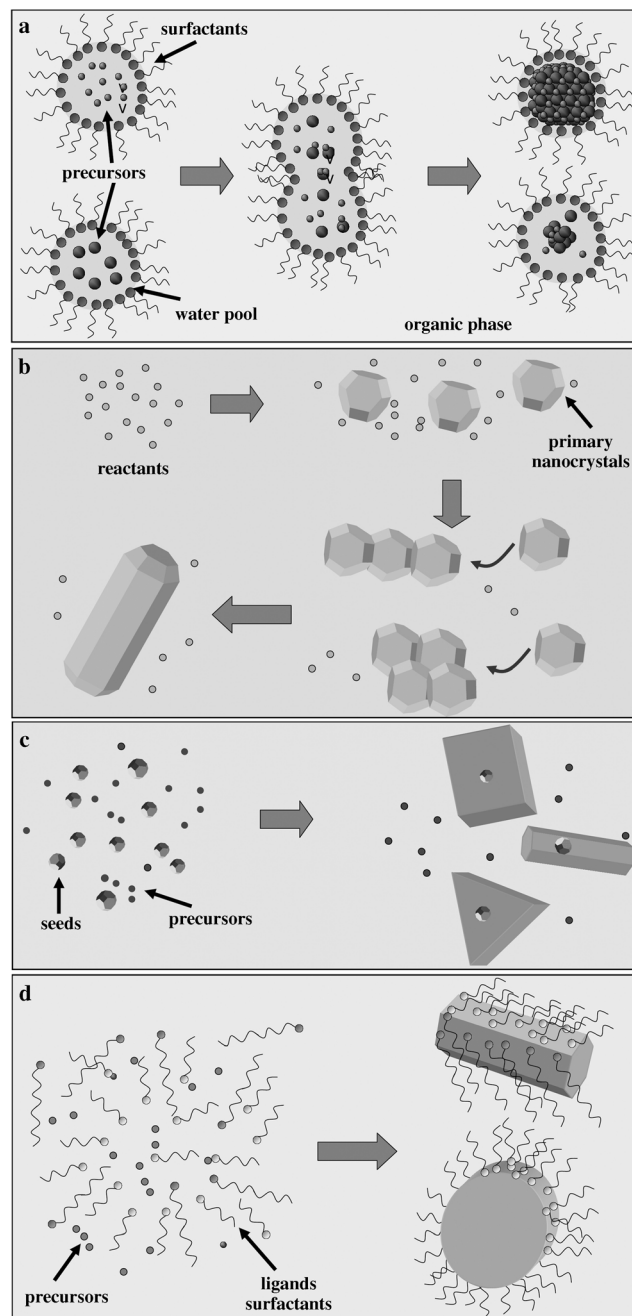 a
surfactants
precursors
water pool
organic phase
b
reactants
primary
nanocrystals
c
seeds
precursors
d
precursors
ligands
surfactants